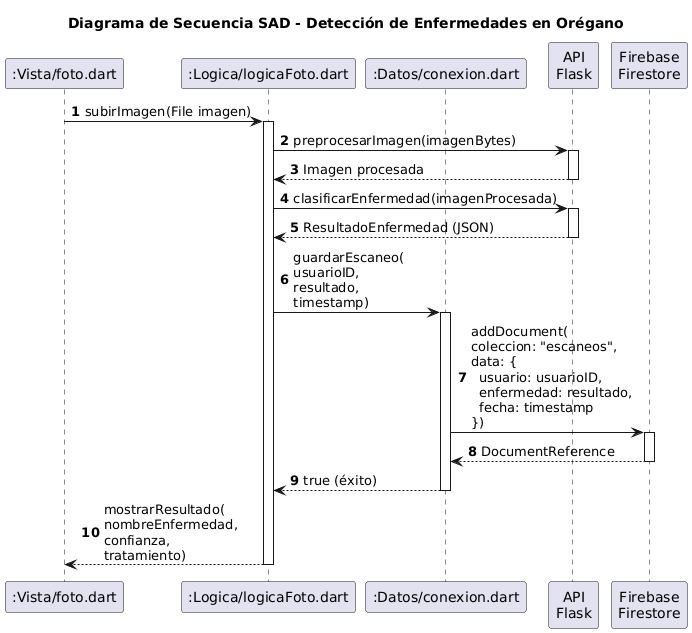 Diagrama de Secuencia SAD - Detección de Enfermedades en Orégano
:Vista/foto.dart
:Logica/logicaFoto.dart
:Datos/conexion.dart
API
Flask
Firebase
Firestore
1 subirImagen(File imagen)
2 preprocesarImagen(imagenBytes)
3 Imagen procesada
4 clasificarEnfermedad(imagenProcesada)
5 ResultadoEnfermedad (JSON)
6 guardarEscaneo(
usuarioID,
resultado,
timestamp)
7 addDocument(
coleccion: "escaneos",
data: {
usuario: usuarioID,
enfermedad: resultado,
fecha: timestamp
})
8 DocumentReference
9 true (éxito)
10 mostrarResultado(
nombreEnfermedad,
confianza,
tratamiento)
:Vista/foto.dart
:Logica/logicaFoto.dart
:Datos/conexion.dart
API
Flask
Firebase
Firestore